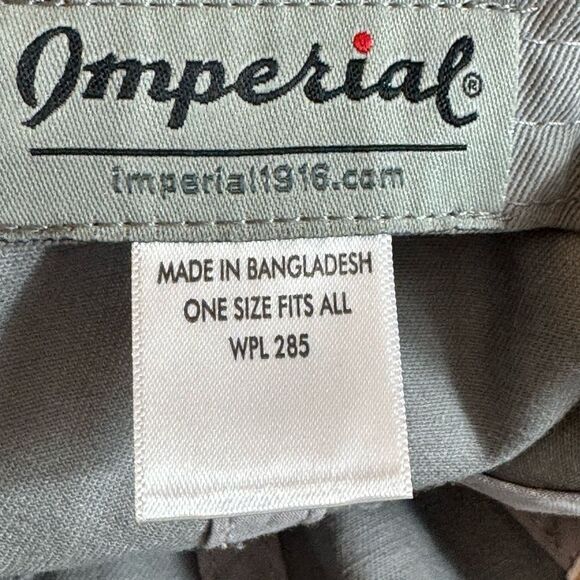 Imperial®
imperial1916.com
MADE IN BANGLADESH
ONE SIZE FITS ALL
WPL 285